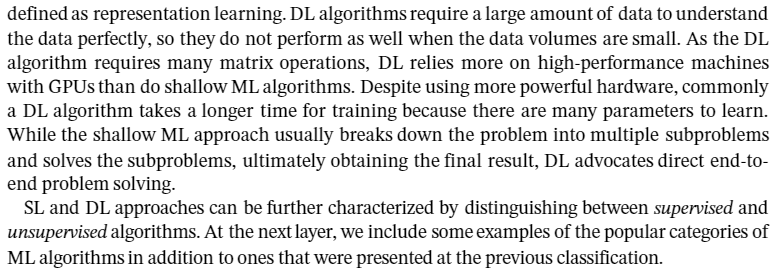 defined as representation learning. DL algorithms require a large amount of data to understand
the data perfectly, so they do not perform as well when the data volumes are small. As the DL
algorithm requires many matrix operations, DL relies more on high-performance machines
with GPUs than do shallow ML algorithms. Despite using more powerful hardware, commonly
a DL algorithm takes a longer time for training because there are many parameters to learn.
While the shallow ML approach usually breaks down the problem into multiple subproblems
and solves the subproblems, ultimately obtaining the final result, DL advocates direct end-to-
end problem solving.
SL and DL approaches can be further characterized by distinguishing between supervised and
unsupervised algorithms. At the next layer, we include some examples of the popular categories of
ML algorithms in addition to ones that were presented at the previous classification.